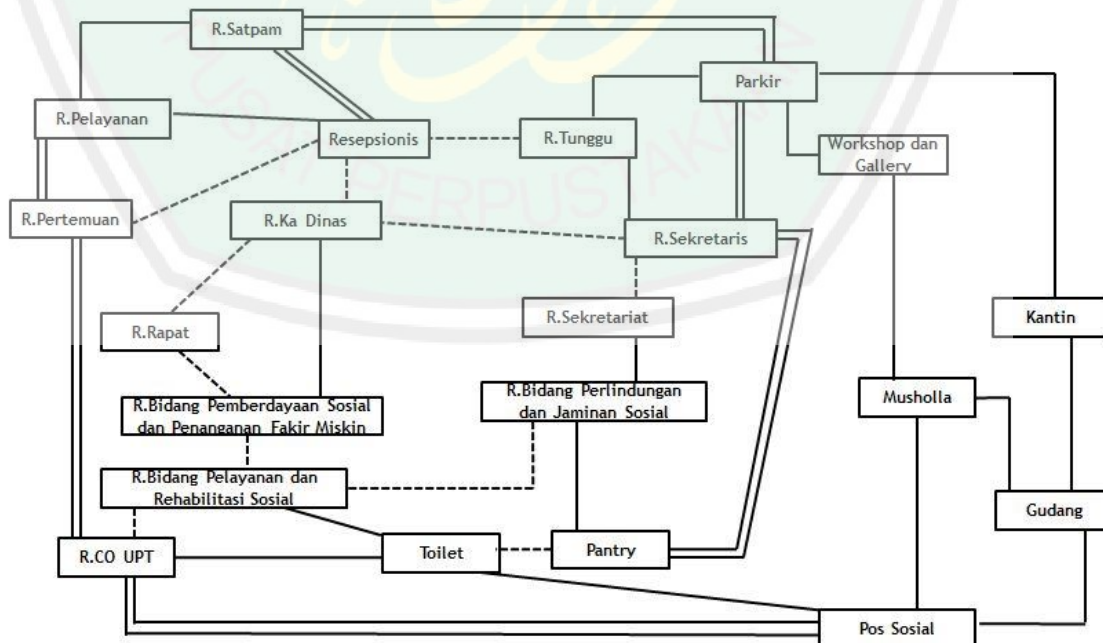 R.Satpam
Parkir
R.Pelayanan
Resepsionis
R.Tunggu
Workshop dan
Gallery
R.Pertemuan
R.Ka Dinas
R.Sekretaris
R.Rapat
R.Sekretariat
Kantin
R.Bidang Pemberdayaan Sosial
dan Penanganan Fakir Miskin
R.Bidang Perlindungan
dan Jaminan Sosial
Musholla
R.Bidang Pelayanan dan
Rehabilitasi Sosial
Gudang
R.CO UPT
Toilet
Pantry
Pos Sosial
PUSAT PERPUSTAKAAN